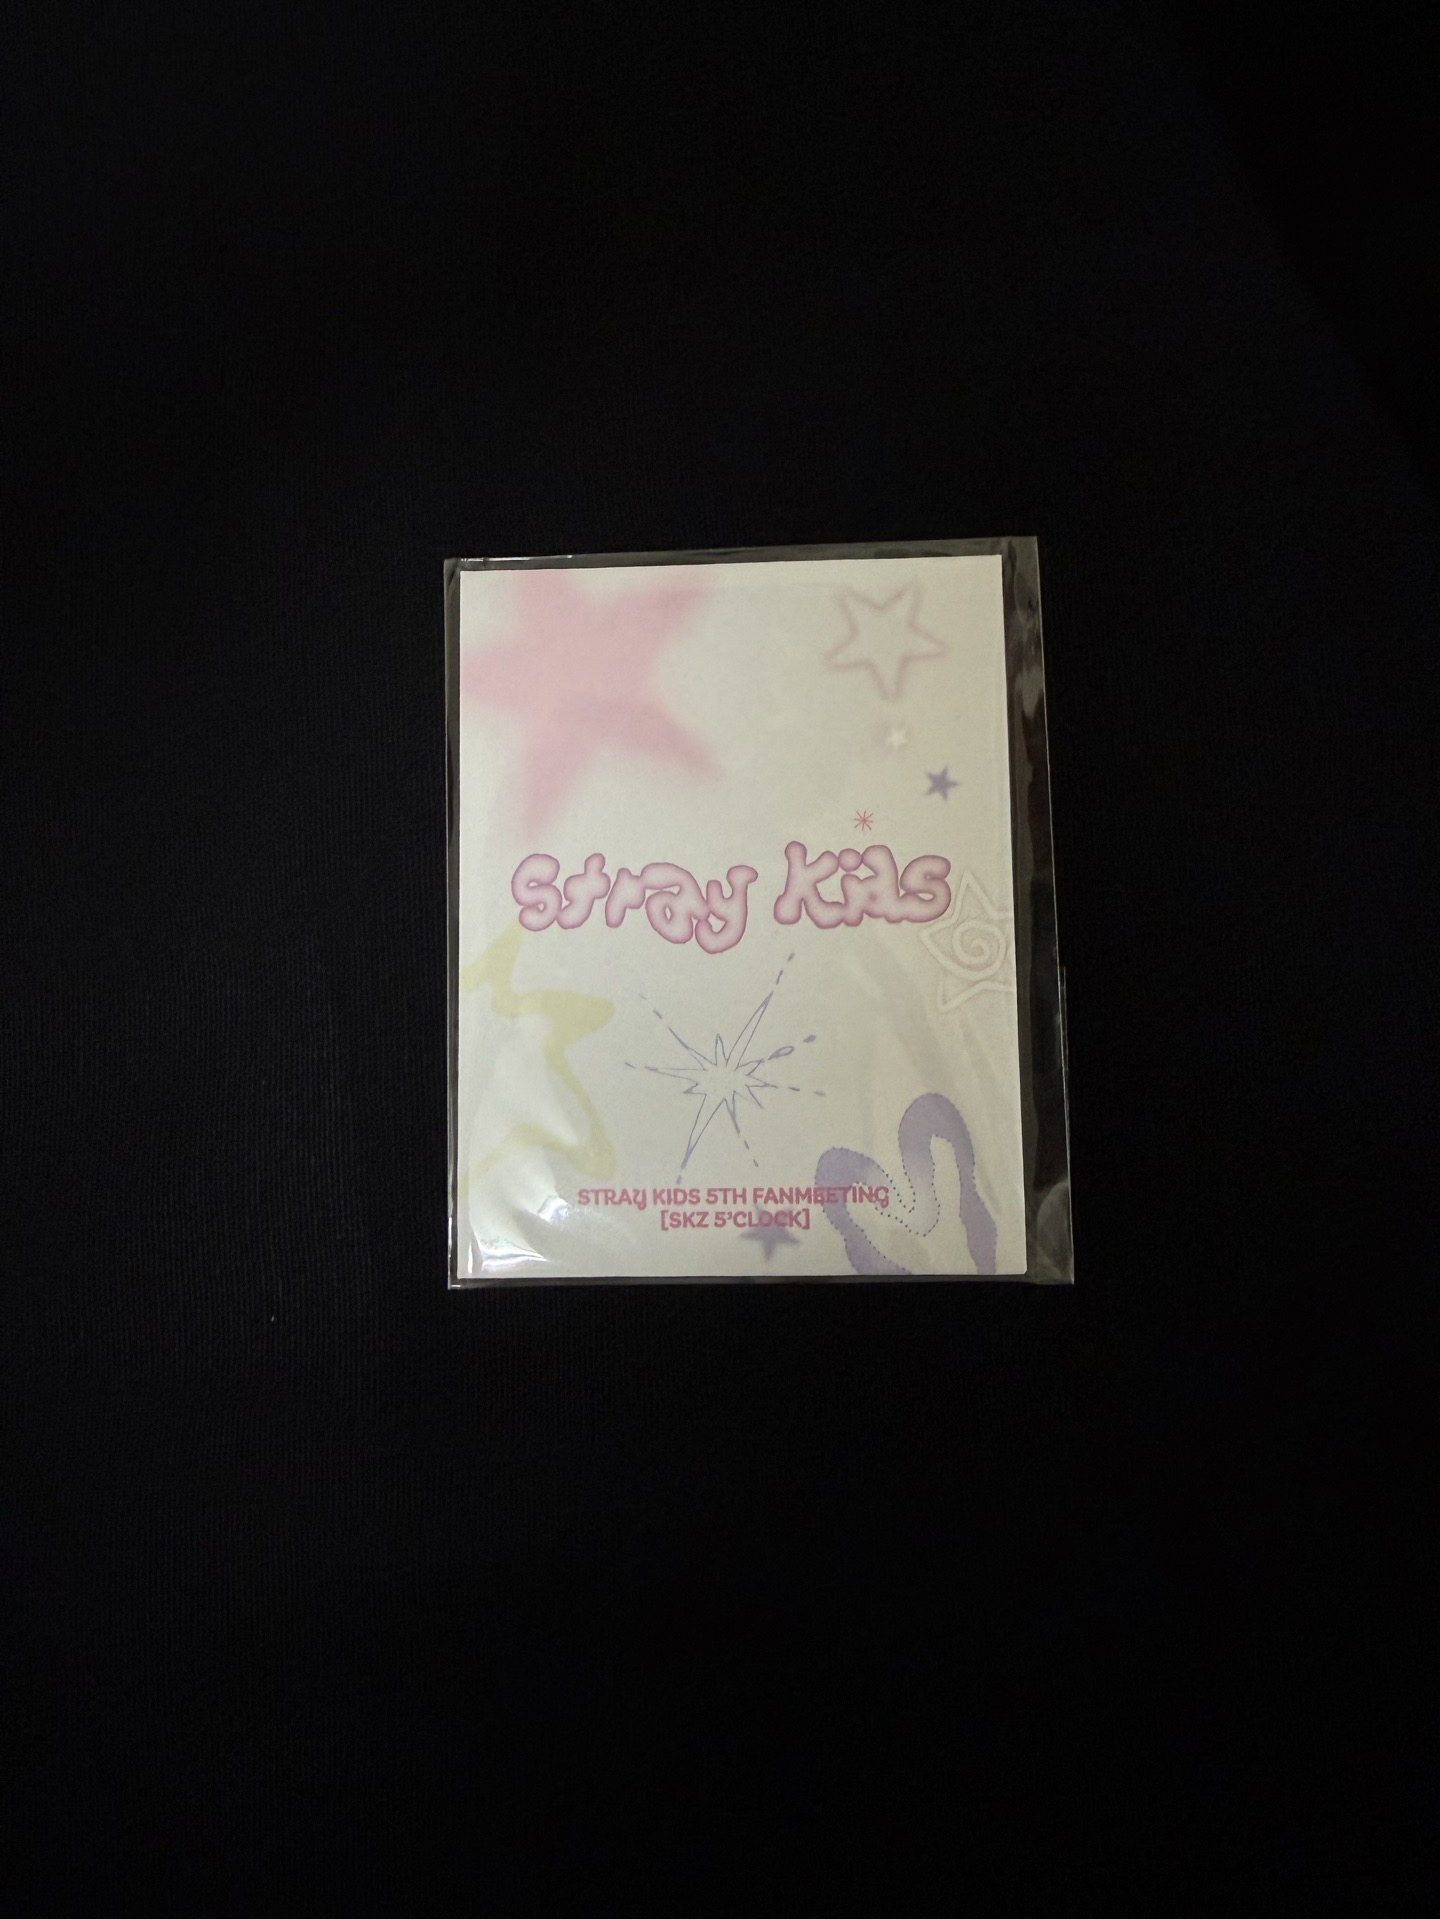 Stray Kids
STRAY KIDS 5TH FANMEETING
[SKZ 5'CLOCK]